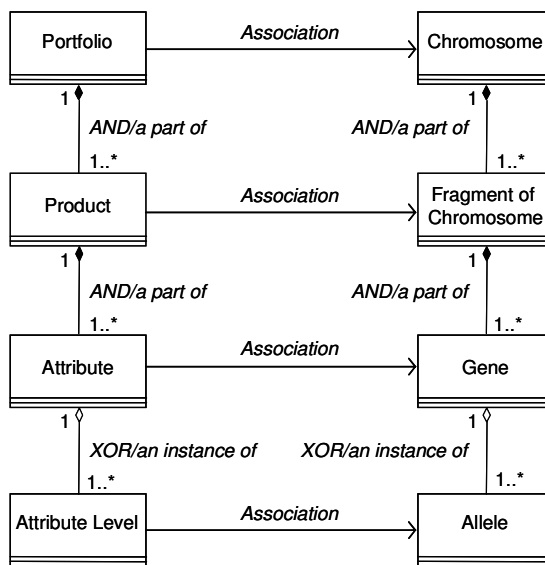 Portfolio Association Chromosome
1 1
AND/a part of AND/a part of
1..* 1..*
Product Association Fragment of
Chromosome
1 1
AND/a part of AND/a part of
1..* 1..*
Attribute Association Gene
1 1
XOR/an instance of XOR/an instance of
1..* 1..*
Attribute Level Association Allele